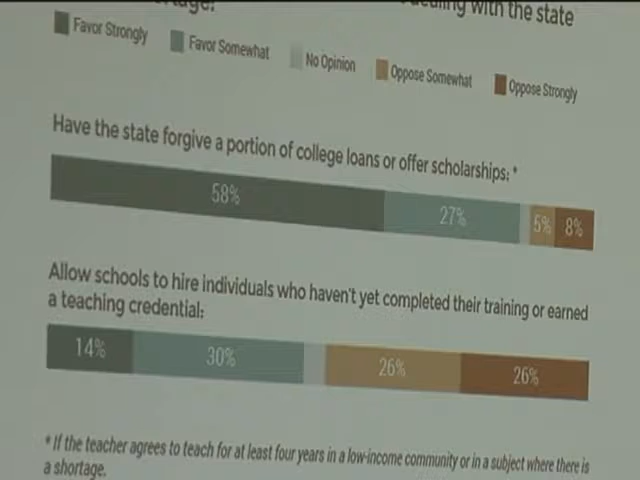 with the state
Favor Strongly
Favor Somewhat
No Opinion
Oppose Somewhat
Oppose Strongly
Have the state forgive a portion of college loans or offer scholarships: *
58%
27%
5%
8%
Allow schools to hire individuals who haven't yet completed their training or earned
a teaching credential:
14%
30%
26%
26%
* If the teacher agrees to teach for at least four years in a low-income community or in a subject where there is
a shortage.